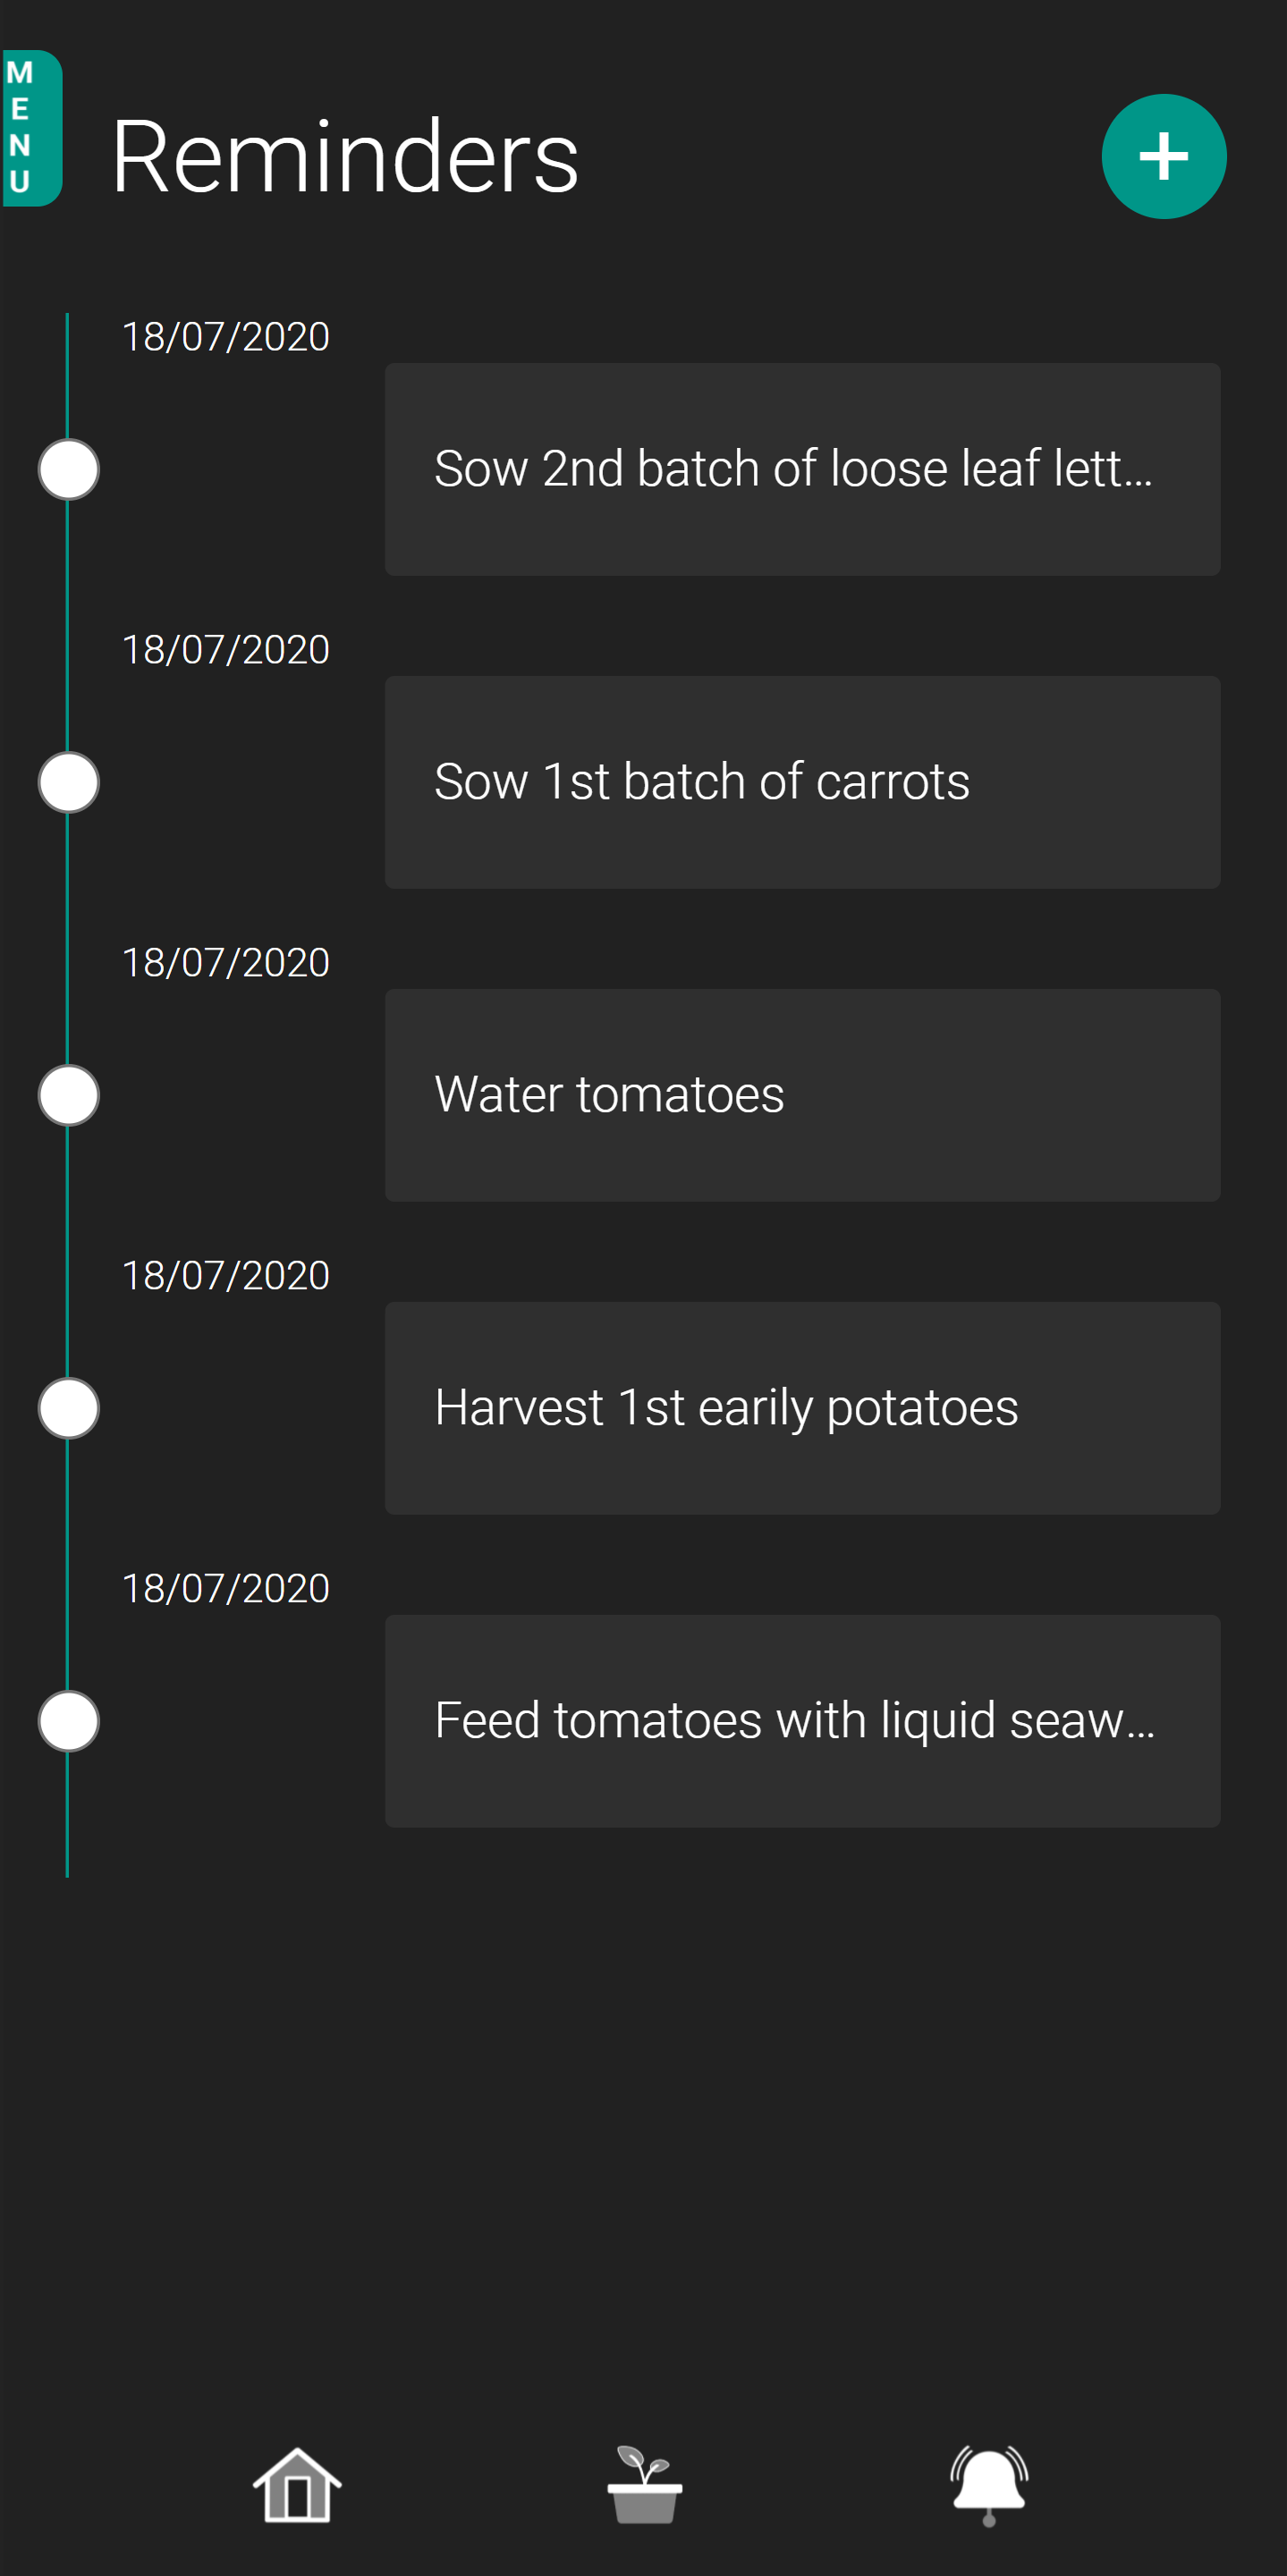 M
E
N
U
Reminders
18/07/2020
Sow 2nd batch of loose leaf lett...
18/07/2020
Sow 1st batch of carrots
18/07/2020
Water tomatoes
18/07/2020
Harvest 1st earily potatoes
18/07/2020
Feed tomatoes with liquid seaw...